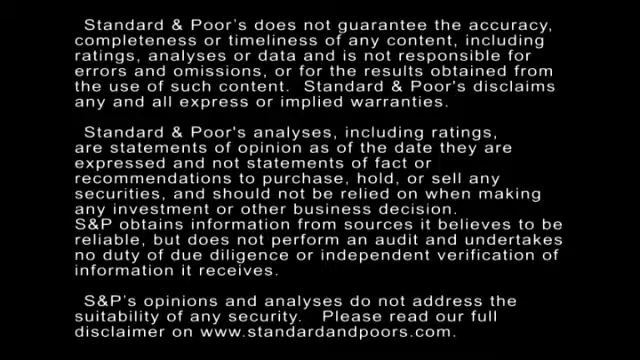 Standard & Poor's does not guarantee the accuracy,
completeness or timeliness of any content, including
ratings, analyses or data and is not responsible for
errors and omissions, or for the results obtained from
the use of such content. Standard & Poor's disclaims
any and all express or implied warranties.
Standard & Poor's analyses, including ratings,
are statements of opinion as of the date they are
expressed and not statements of fact or
recommendations to purchase, hold, or sell any
securities, and should not be relied on when making
any investment or other business decision.
S&P obtains information from sources it believes to be
reliable, but does not perform an audit and undertakes
no duty of due diligence or independent verification of
information it receives.
S&P's opinions and analyses do not address the
suitability of any security. Please read our full
disclaimer on www.standardandpoors.com.